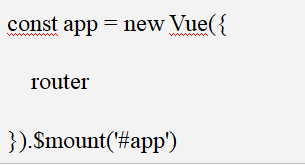 const app = new Vue({
router
}).$mount('#app')